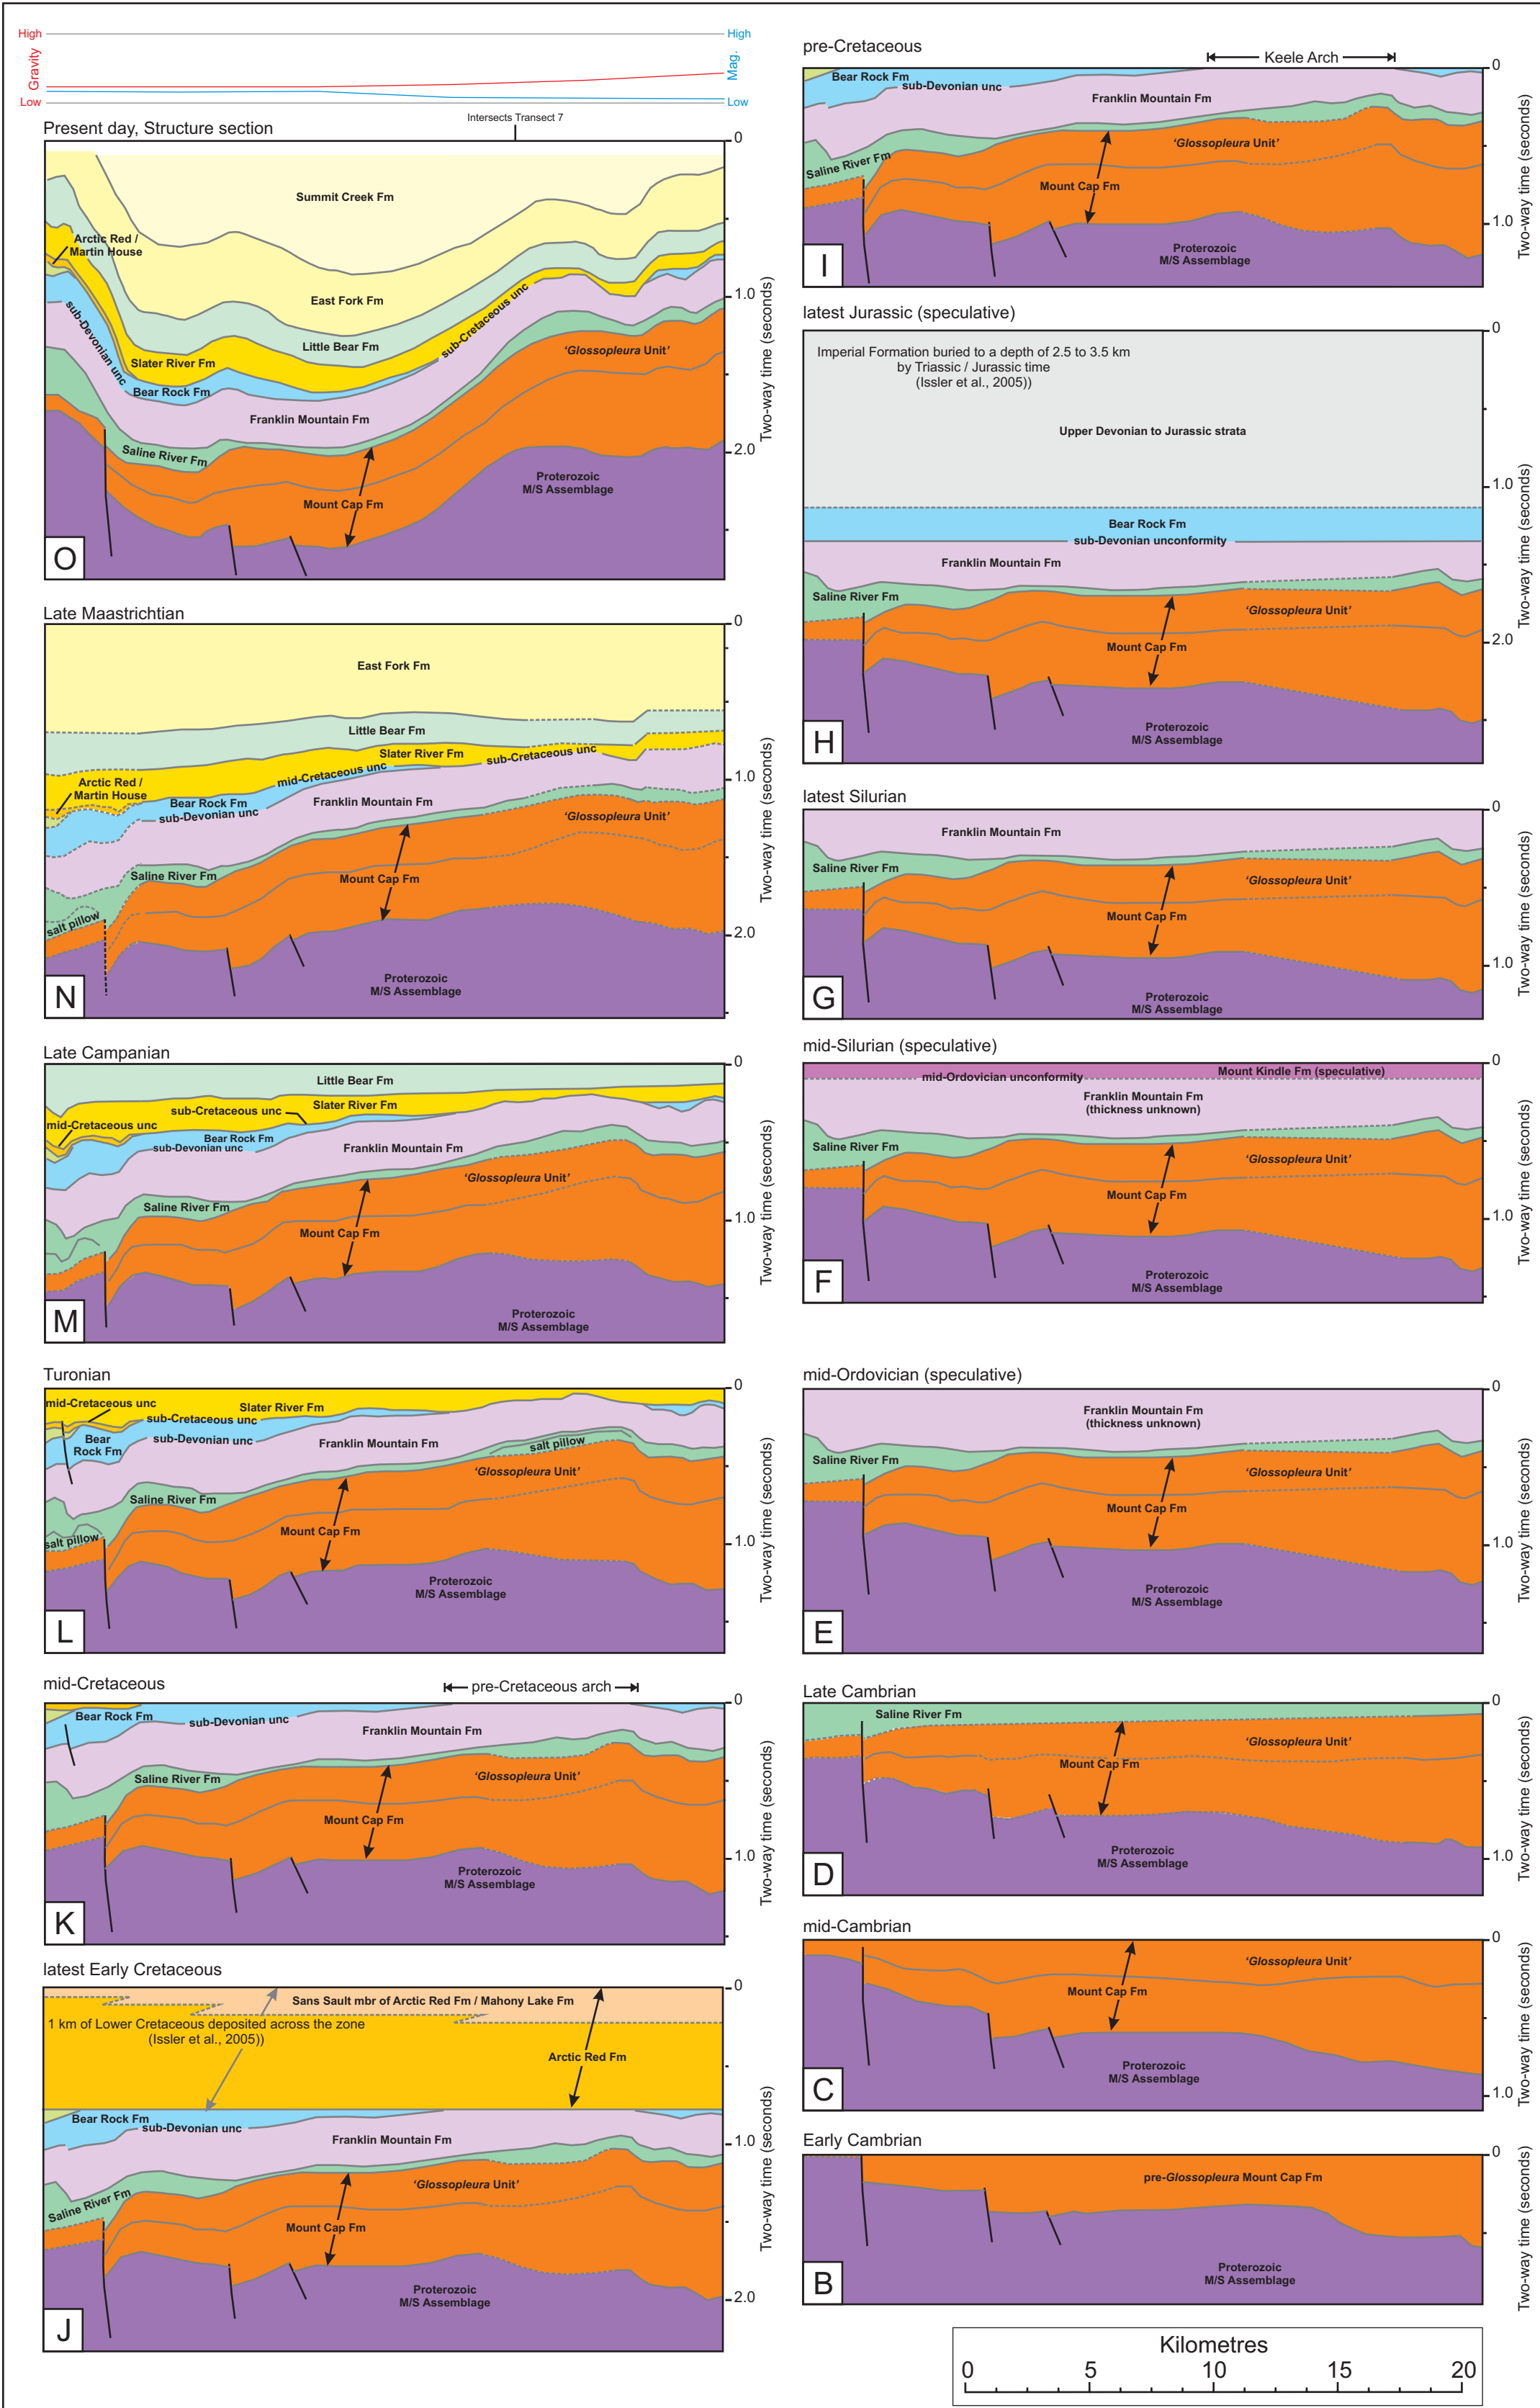 High
High
Gravity
Mag.
Low
Low
Intersects Transect 7
Present day, Structure section
0
Summit Creek Fm
Arctic Red /
Martin House
East Fork Fm
1.0
sub-Devonian unc
sub-Cretaceous unc
Little Bear Fm
'Glossopleura Unit'
Slater River Fm
Bear Rock Fm
Franklin Mountain Fm
Two-way time (seconds)
Saline River Fm
2.0
Proterozoic
M/S Assemblage
Mount Cap Fm
O
Late Maastrichtian
0
East Fork Fm
Little Bear Fm
Slater River Fm
sub-Cretaceous unc
mid-Cretaceous unc
1.0
Arctic Red /
Martin House
Bear Rock Fm
Franklin Mountain Fm
sub-Devonian unc
'Glossopleura Unit'
Two-way time (seconds)
Saline River Fm
Mount Cap Fm
salt pillow
2.0
Proterozoic
M/S Assemblage
N
Late Campanian
0
Little Bear Fm
sub-Cretaceous unc
Slater River Fm
mid-Cretaceous unc
Bear Rock Fm
sub-Devonian unc
Franklin Mountain Fm
'Glossopleura Unit'
Two-way time (seconds)
Saline River Fm
1.0
Mount Cap Fm
Proterozoic
M/S Assemblage
M
Turonian
0
mid-Cretaceous unc
Slater River Fm
sub-Cretaceous unc
Bear
Rock Fm
sub-Devonian unc
Franklin Mountain Fm
salt pillow
'Glossopleura Unit'
Saline River Fm
Two-way time (seconds)
Mount Cap Fm
salt pillow
1.0
Proterozoic
M/S Assemblage
L
mid-Cretaceous
pre-Cretaceous arch
0
Bear Rock Fm
sub-Devonian unc
Franklin Mountain Fm
Saline River Fm
'Glossopleura Unit'
Mount Cap Fm
Two-way time (seconds)
1.0
Proterozoic
M/S Assemblage
K
latest Early Cretaceous
0
Sans Sault mbr of Arctic Red Fm / Mahony Lake Fm
1 km of Lower Cretaceous deposited across the zone
(Issler et al., 2005))
Arctic Red Fm
Bear Rock Fm
sub-Devonian unc
Franklin Mountain Fm
1.0
'Glossopleura Unit'
Saline River Fm
Mount Cap Fm
Two-way time (seconds)
Proterozoic
M/S Assemblage
2.0
J
pre-Cretaceous
Keele Arch
0
Bear Rock Fm
sub-Devonian unc
Franklin Mountain Fm
'Glossopleura Unit'
Saline River Fm
Mount Cap Fm
Two-way time (seconds)
1.0
Proterozoic
M/S Assemblage
I
latest Jurassic (speculative)
0
Imperial Formation buried to a depth of 2.5 to 3.5 km
by Triassic / Jurassic time
(Issler et al., 2005))
Upper Devonian to Jurassic strata
1.0
Bear Rock Fm
sub-Devonian unconformity
Franklin Mountain Fm
Two-way time (seconds)
Saline River Fm
'Glossopleura Unit'
Mount Cap Fm
2.0
Proterozoic
M/S Assemblage
H
latest Silurian
0
Franklin Mountain Fm
Saline River Fm
'Glossopleura Unit'
Mount Cap Fm
Two-way time (seconds)
1.0
Proterozoic
M/S Assemblage
G
mid-Silurian (speculative)
0
Mount Kindle Fm (speculative)
mid-Ordovician unconformity
Franklin Mountain Fm
(thickness unknown)
Saline River Fm
'Glossopleura Unit'
Mount Cap Fm
Two-way time (seconds)
1.0
Proterozoic
M/S Assemblage
F
mid-Ordovician (speculative)
0
Franklin Mountain Fm
(thickness unknown)
Saline River Fm
'Glossopleura Unit'
Mount Cap Fm
Two-way time (seconds)
1.0
Proterozoic
M/S Assemblage
E
Late Cambrian
0
Saline River Fm
'Glossopleura Unit'
Mount Cap Fm
Two-way time (seconds)
1.0
Proterozoic
M/S Assemblage
D
mid-Cambrian
0
'Glossopleura Unit'
Mount Cap Fm
Two-way time (seconds)
Proterozoic
M/S Assemblage
1.0
C
Early Cambrian
0
pre-Glossopleura Mount Cap Fm
Two-way time (seconds)
Proterozoic
M/S Assemblage
B
Kilometres
0 5 10 15 20